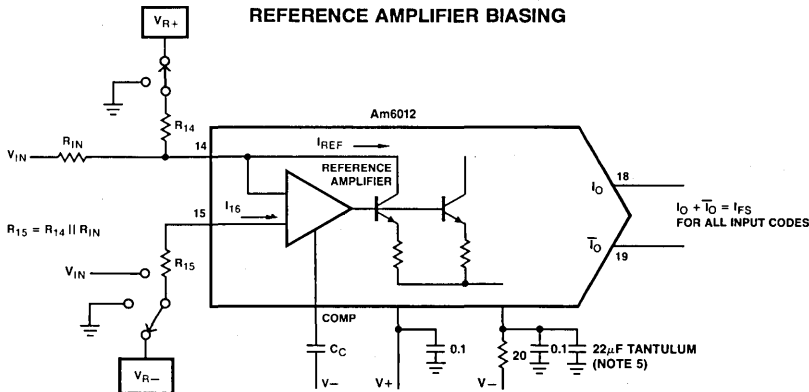 REFERENCE AMPLIFIER BIASING
VR+
Am6012
R14
RIN
14
IREF
VIN
REFERENCE
AMPLIFIER
18
IO
15
I16
IO + I̅O = IFS
FOR ALL INPUT CODES
R15 = R14 || RIN
I̅O
19
R15
VIN
COMP
CC
0.1
20
0.1
22μF TANTULUM
(NOTE 5)
VR–
V–
V+
V–